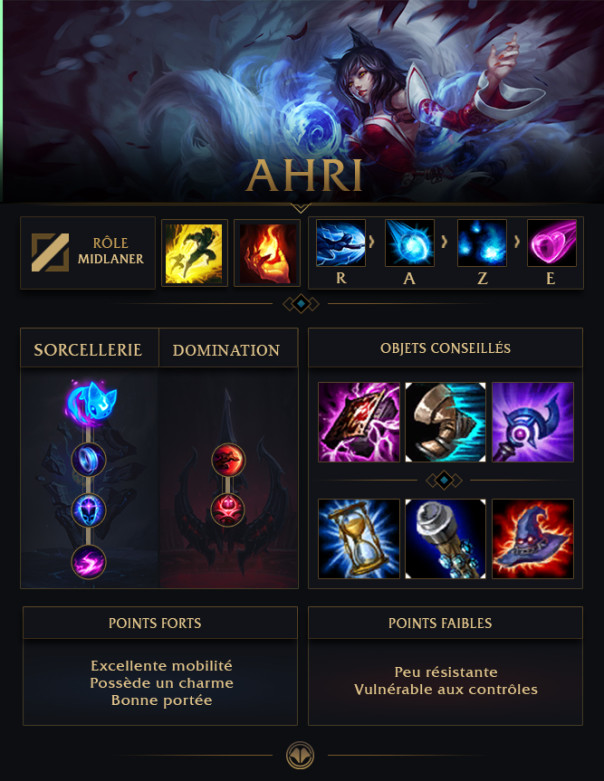 AHRI
RÔLE
MIDLANER
R
A
Z
E
SORCELLERIE
DOMINATION
OBJETS CONSEILLÉS
POINTS FORTS
POINTS FAIBLES
Excellente mobilité
Possède un charme
Bonne portée
Peu résistante
Vulnérable aux contrôles